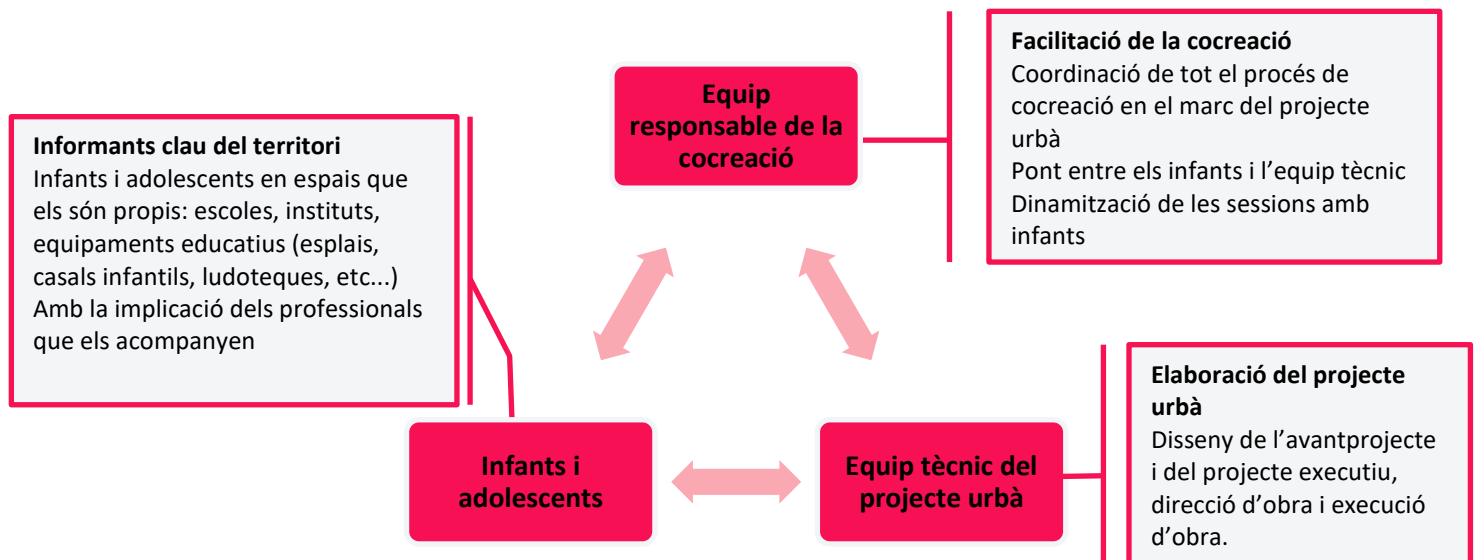 Facilitació de la cocreació
Coordinació de tot el procés de
cocreació en el marc del projecte
urbà
Pont entre els infants i l’equip tècnic
Dinamització de les sessions amb
infants
Equip
responsable de la
cocreació
Informants clau del territori
Infants i adolescents en espais que
els són propis: escoles, instituts,
equipaments educatius (esplais,
casals infantils, ludoteques, etc...)
Amb la implicació dels professionals
que els acompanyen
Infants i
adolescents
Equip tècnic del
projecte urbà
Elaboració del projecte
urbà
Disseny de l’avantprojecte
i del projecte executiu,
direcció d’obra i execució
d’obra.